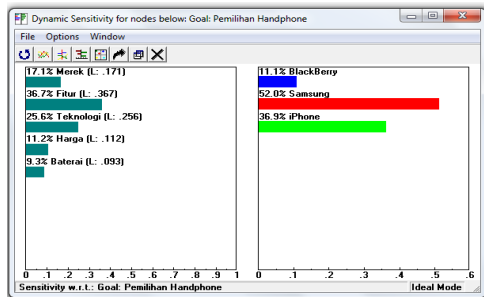 Dynamic Sensitivity for nodes below: Goal: Pemilihan Handphone
File Options Window
17.1% Merek (L: .171)
36.7% Fitur (L: .367)
25.6% Teknologi (L: .256)
11.2% Harga (L: .112)
9.3% Baterai (L: .093)
0 .1 .2 .3 .4 .5 .6 .7 .8 .9 1
11.1% BlackBerry
52.0% Samsung
36.9% iPhone
0 .1 .2 .3 .4 .5 .6
Sensitivity w.r.t.: Goal: Pemilihan Handphone
Ideal Mode